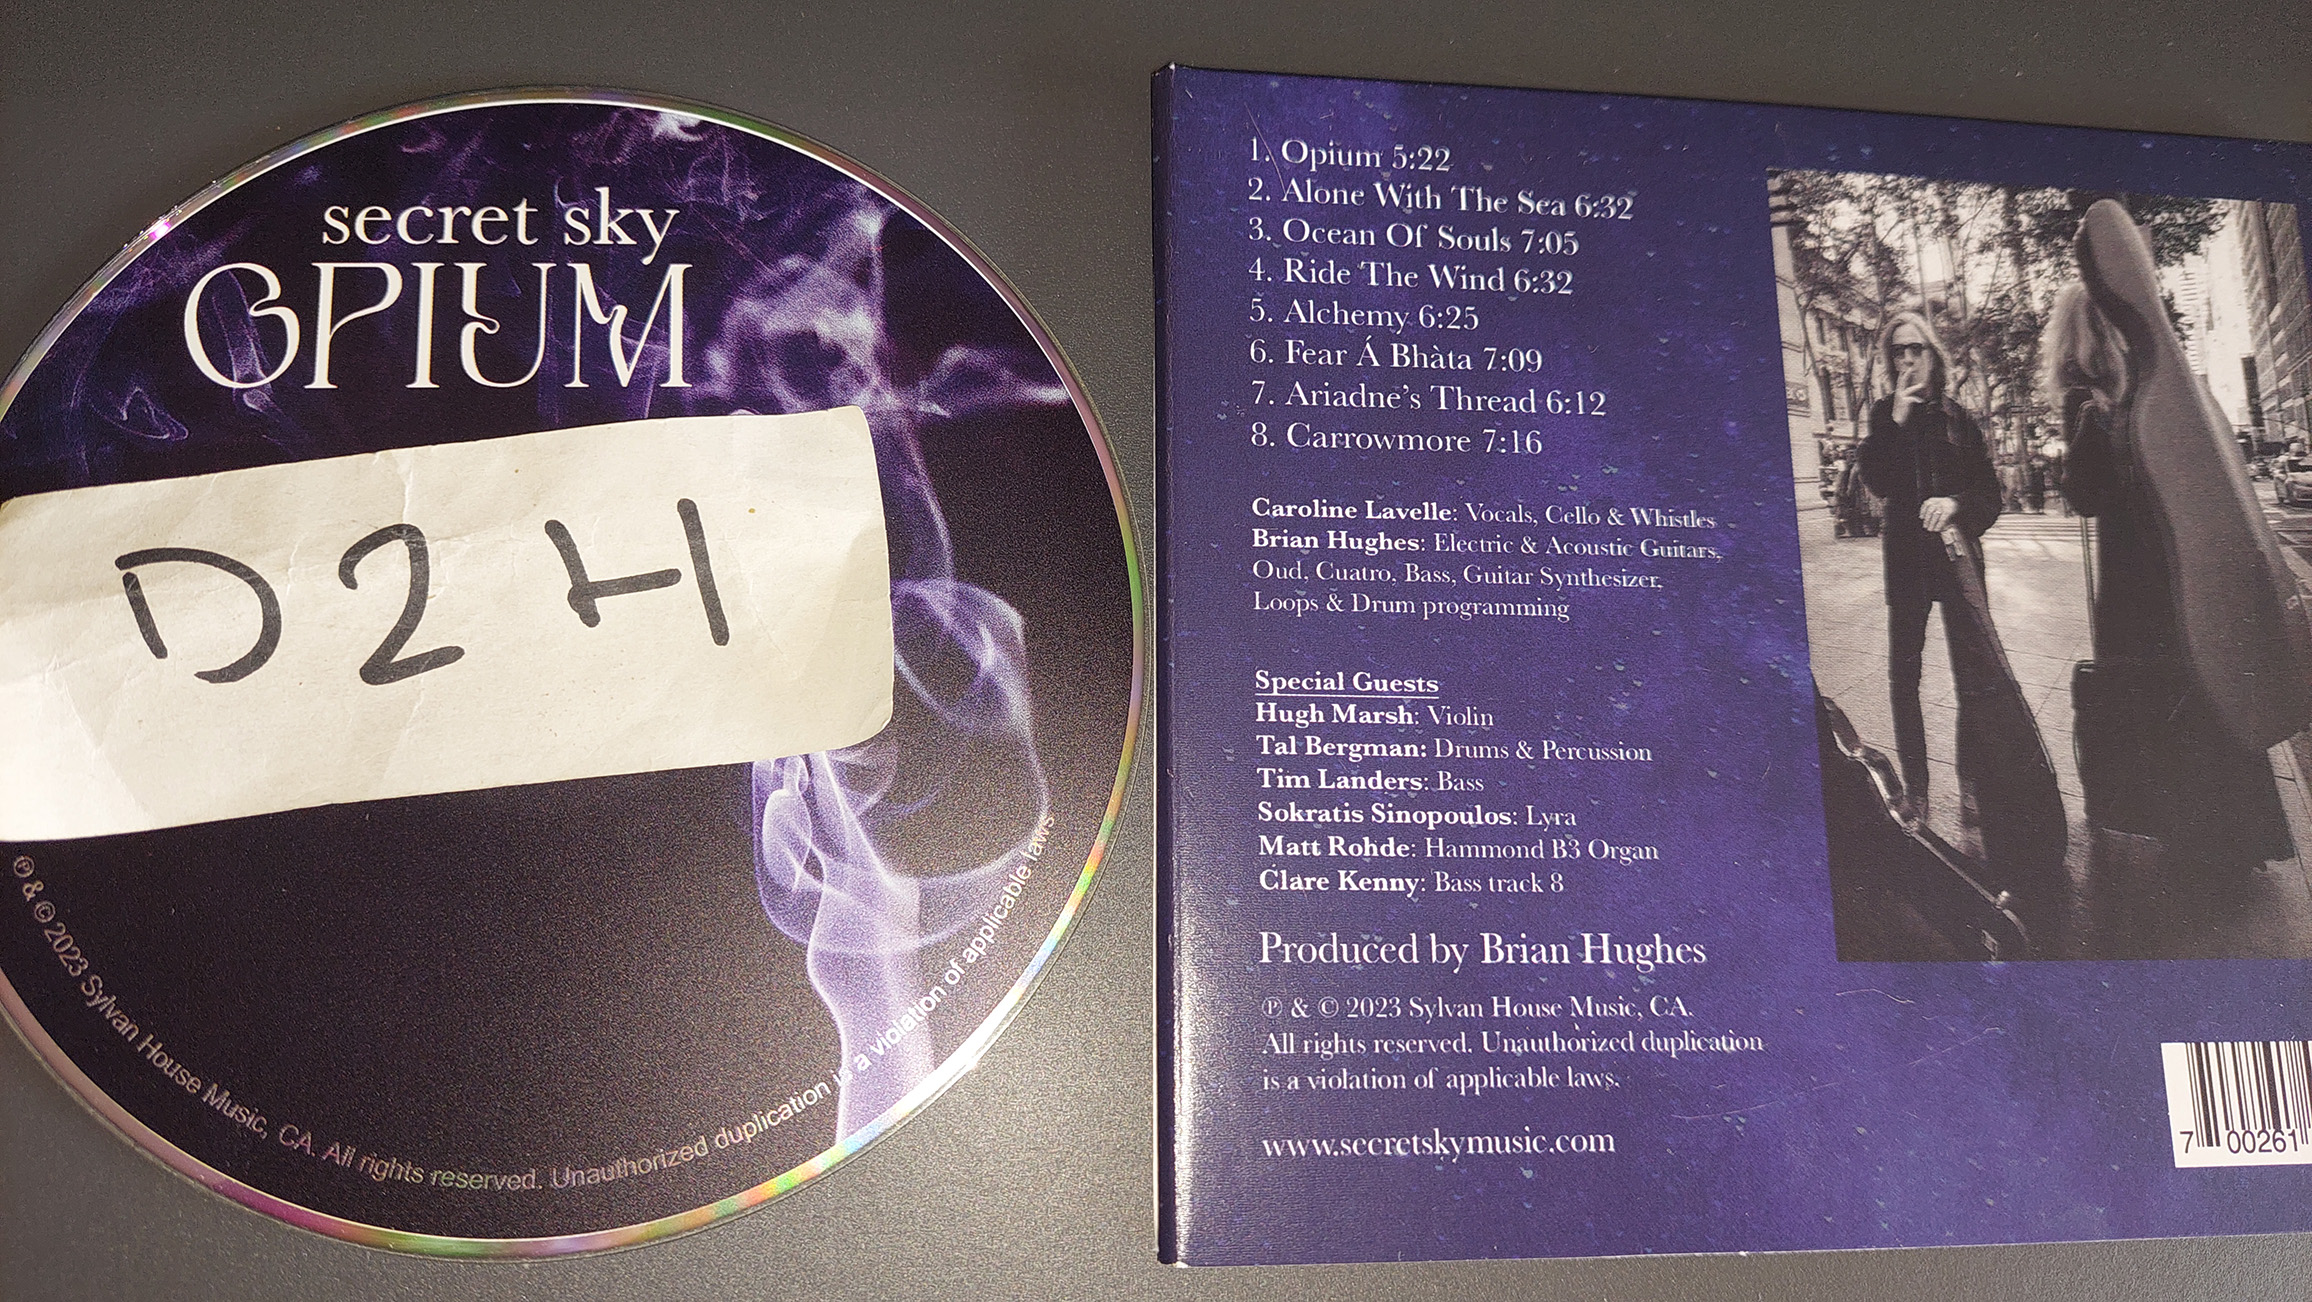 secret sky
OPIUM
D2H
℗ & © 2023 Sylvan House Music, CA. All rights reserved. Unauthorized duplication is a violation of applicable laws
1. Opium 5:22
2. Alone With The Sea 6:32
3. Ocean Of Souls 7:05
4. Ride The Wind 6:32
5. Alchemy 6:25
6. Fear Á Bhàta 7:09
7. Ariadne's Thread 6:12
8. Carrowmore 7:16
Caroline Lavelle: Vocals, Cello & Whistles
Brian Hughes: Electric & Acoustic Guitars,
Oud, Cuatro, Bass, Guitar Synthesizer,
Loops & Drum programming
Special Guests
Hugh Marsh: Violin
Tal Bergman: Drums & Percussion
Tim Landers: Bass
Sokratis Sinopoulos: Lyra
Matt Rohde: Hammond B3 Organ
Clare Kenny: Bass track 8
Produced by Brian Hughes
℗ & © 2023 Sylvan House Music, CA.
All rights reserved. Unauthorized duplication
is a violation of applicable laws.
www.secretskymusic.com
7 00261